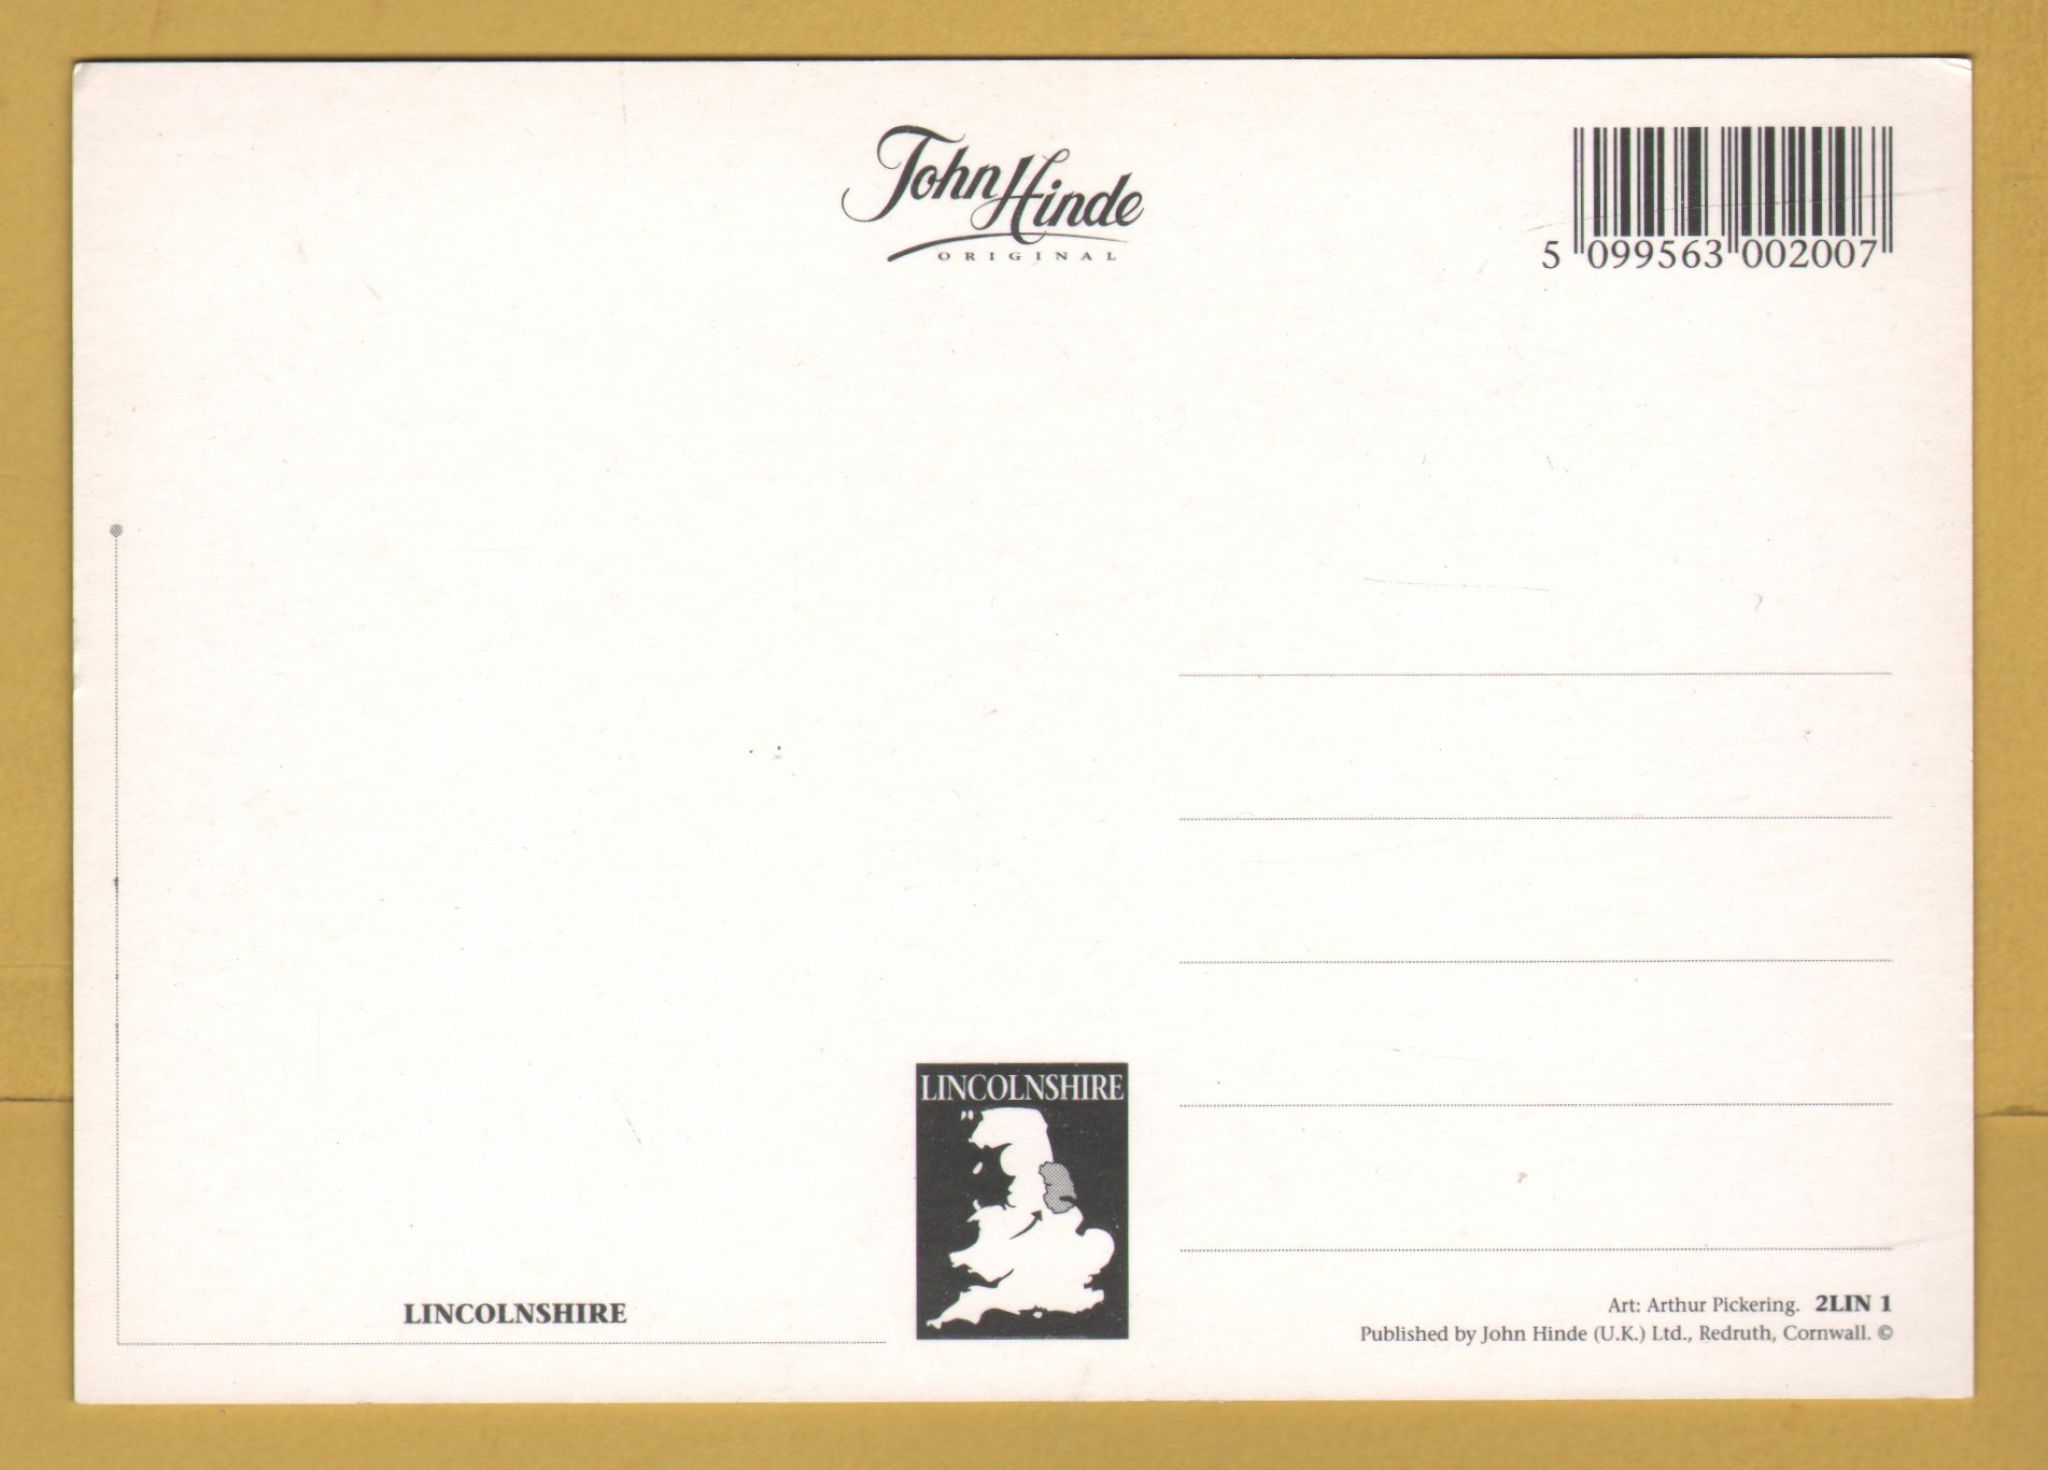 John Hinde
ORIGINAL
5 099563 002007
LINCOLNSHIRE
LINCOLNSHIRE
Art: Arthur Pickering. 2LIN 1
Published by John Hinde (U.K.) Ltd., Redruth, Cornwall. ©